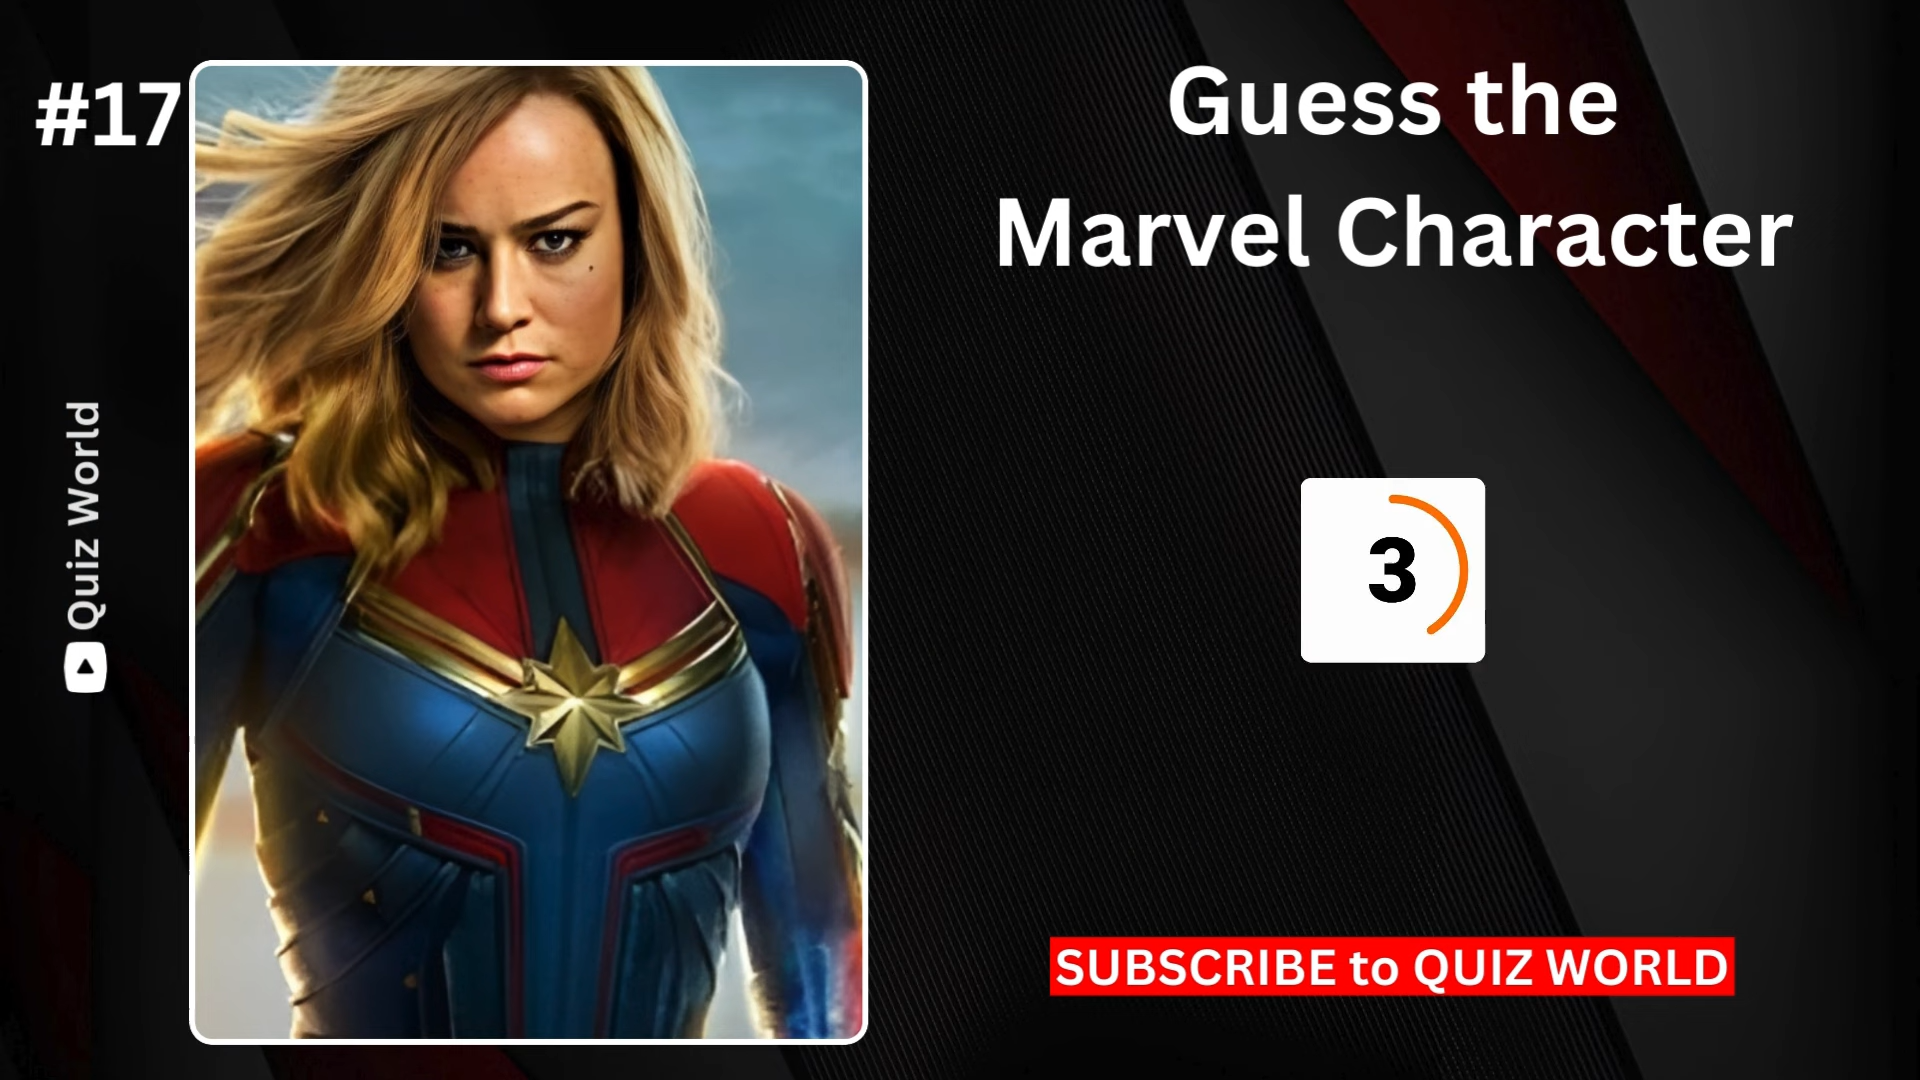 #17
Guess the
Marvel Character
3
Quiz World
SUBSCRIBE to QUIZ WORLD